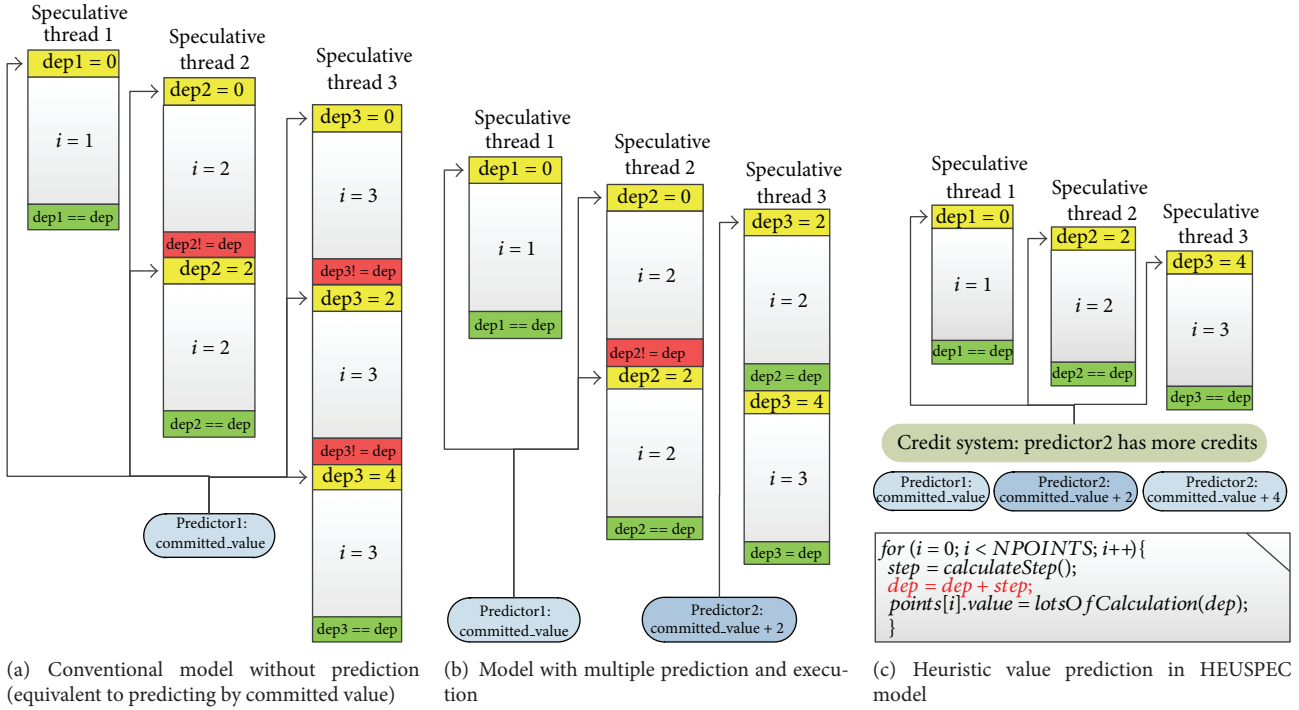 Speculative
thread 1
dep1 = 0
i = 1
dep1 == dep
Speculative
thread 2
dep2 = 0
i = 2
dep2! = dep
dep2 = 2
i = 2
dep2 == dep
Speculative
thread 3
dep3 = 0
i = 3
dep3! = dep
dep3 = 2
i = 3
dep3! = dep
dep3 = 4
i = 3
dep3 == dep
Predictor1:
committed_value
(a) Conventional model without prediction
(equivalent to predicting by committed value)
Speculative
thread 1
dep1 = 0
i = 1
dep1 == dep
Speculative
thread 2
dep2 = 0
i = 2
dep2! = dep
dep2 = 2
i = 2
dep2 == dep
Speculative
thread 3
dep3 = 2
i = 2
dep2 = dep
dep3 = 4
i = 3
dep3 = dep
Predictor1:
committed_value
Predictor2:
committed_value + 2
(b) Model with multiple prediction and execu-
tion
Speculative
thread 1
dep1 = 0
i = 1
dep1 == dep
Speculative
thread 2
dep2 = 2
i = 2
dep2 == dep
Speculative
thread 3
dep3 = 4
i = 3
dep3 == dep
Credit system: predictor2 has more credits
Predictor1:
committed_value
Predictor2:
committed_value + 2
Predictor2:
committed_value + 4
for (i = 0; i < NPOINTS; i++){
step = calculateStep();
dep = dep + step;
points[i].value = lotsOfCalculation(dep);
}
(c) Heuristic value prediction in HEUSPEC
model